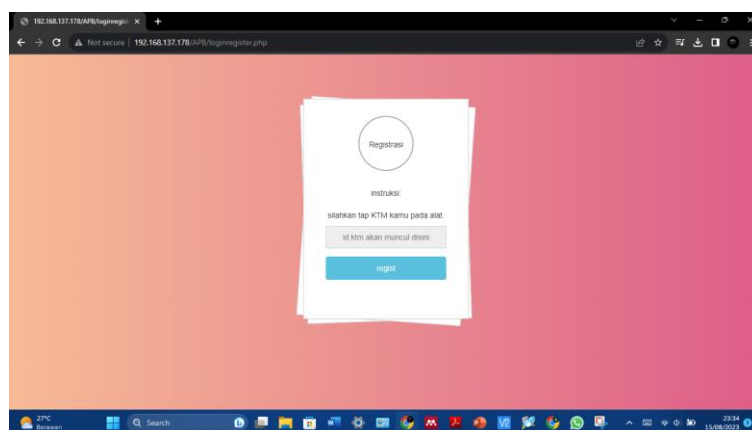 192.168.137.178/APB/loginregist
Not secure | 192.168.137.178/APB/loginregister.php
Registrasi
instruksi:
silahkan tap KTM kamu pada alat.
id ktm akan muncul disini
regist
27°C
Berawan
Search
23:34
15/08/2023